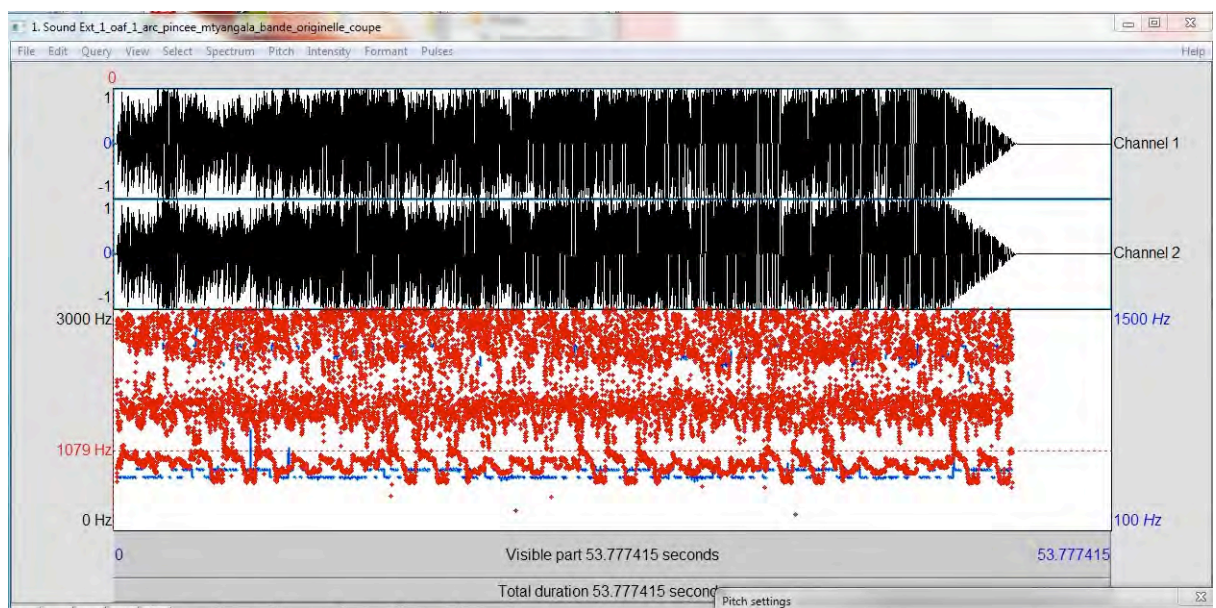 1. Sound Ext_1_oaf_1_arc_pincee_mtyangala_bande_originelle_coupe
File Edit Query View Select Spectrum Pitch Intensity Formant Pulses Help
0
1
0
-1
Channel 1
1
0
-1
Channel 2
3000 Hz
1500 Hz
1079 Hz
0 Hz
100 Hz
0
Visible part 53.777415 seconds
53.777415
Total duration 53.777415 second
Pitch settings